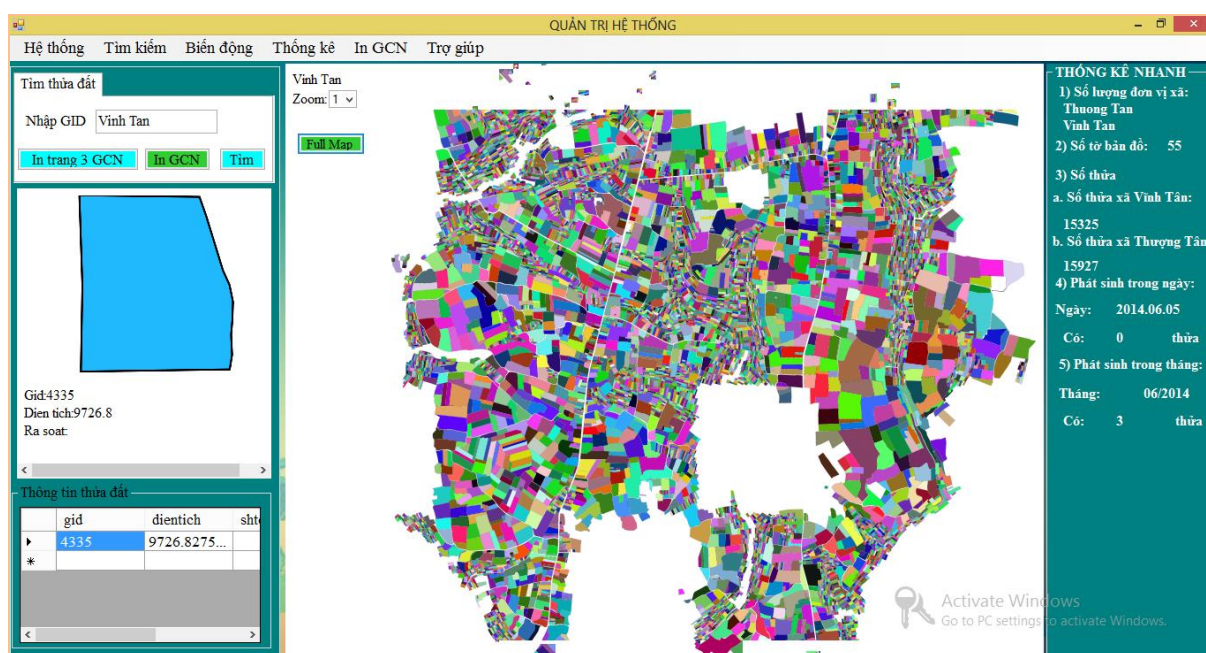 QUẢN TRỊ HỆ THỐNG
Hệ thống Tìm kiếm Biến động Thống kê In GCN Trợ giúp
Tìm thửa đất
Nhập GID Vinh Tan
In trang 3 GCN In GCN Tìm
Gid:4335
Dien tich:9726.8
Ra soat:
Thông tin thửa đất
gid dientich shto
4335 9726.8275...
Vinh Tan
Zoom: 1
Full Map
THỐNG KÊ NHANH
1) Số lượng đơn vị xã:
Thuong Tan
Vinh Tan
2) Số tờ bản đồ: 55
3) Số thửa
a. Số thửa xã Vĩnh Tân:
15325
b. Số thửa xã Thượng Tân
15927
4) Phát sinh trong ngày:
Ngày: 2014.06.05
Có: 0 thửa
5) Phát sinh trong tháng:
Tháng: 06/2014
Có: 3 thửa
Activate Windows
Go to PC settings to activate Windows.